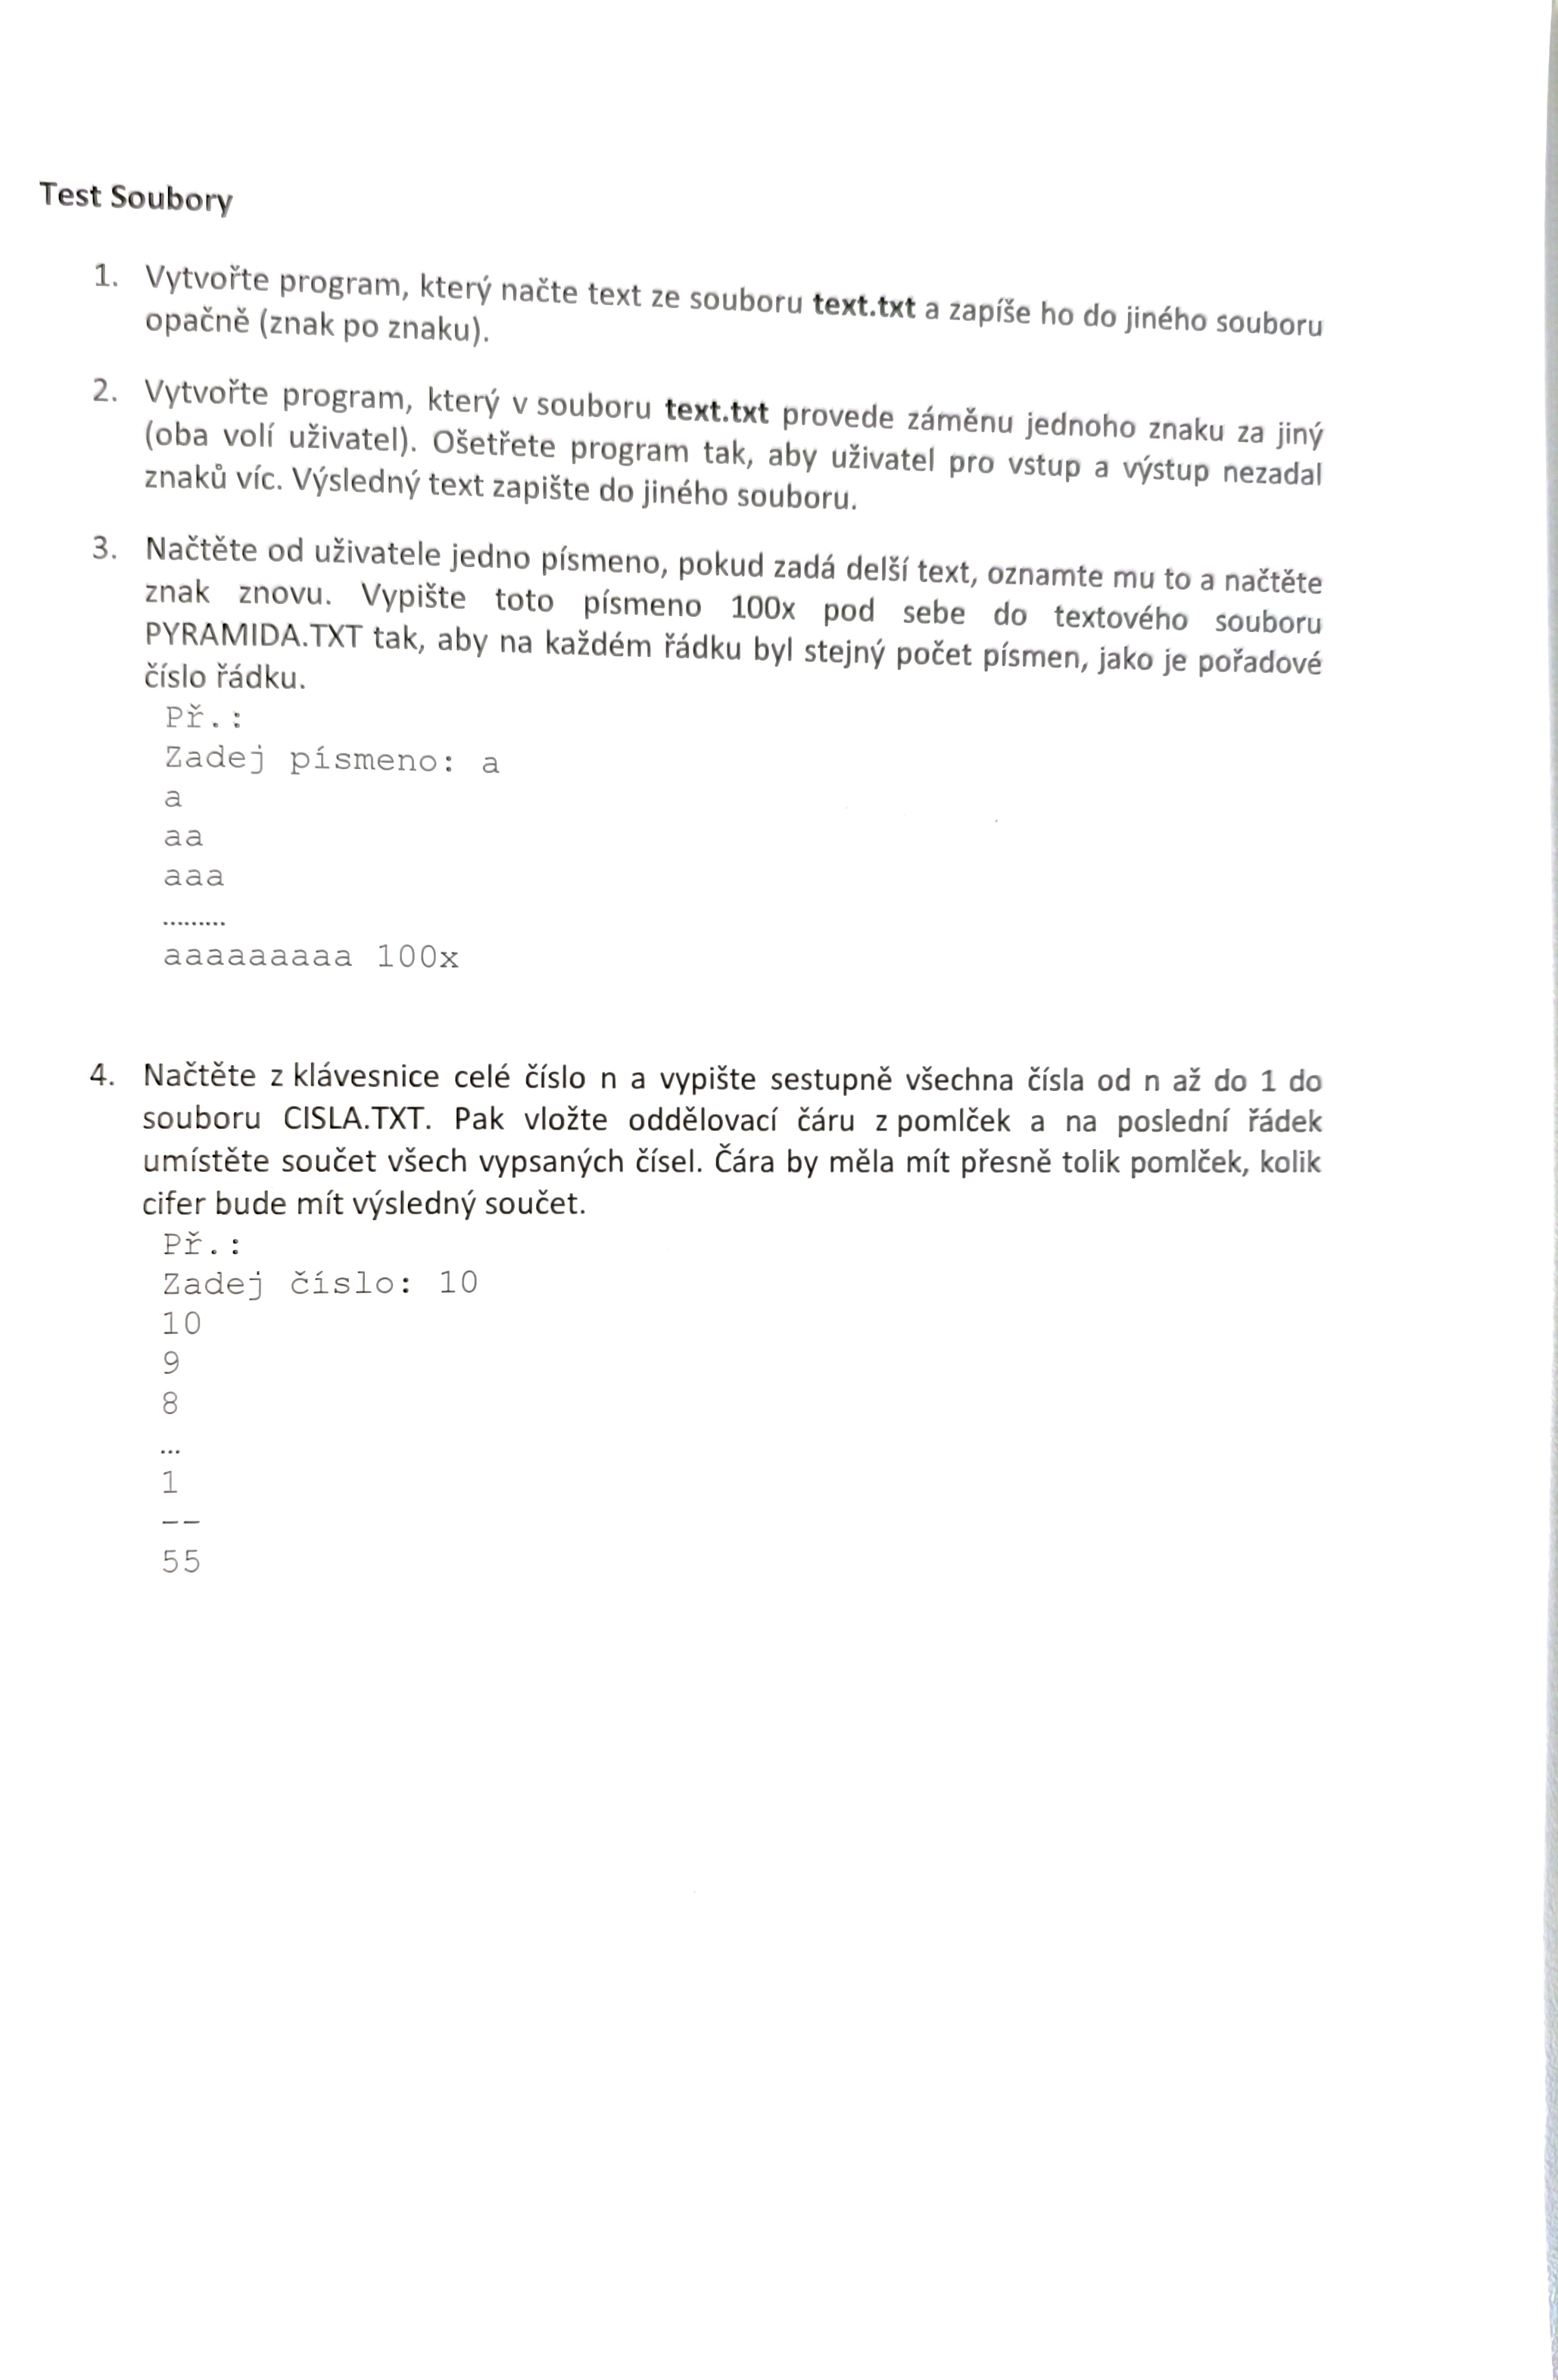 Test Soubory
1. Vytvořte program, který načte text ze souboru text.txt a zapíše ho do jiného souboru
opačně (znak po znaku).
2. Vytvořte program, který v souboru text.txt provede záměnu jednoho znaku za jiný
(oba volí uživatel). Ošetřete program tak, aby uživatel pro vstup a výstup nezadal
znaků víc. Výsledný text zapište do jiného souboru.
3. Načtěte od uživatele jedno písmeno, pokud zadá delší text, oznamte mu to a načtěte
znak znovu. Vypište toto písmeno 100x pod sebe do textového souboru
PYRAMIDA.TXT tak, aby na každém řádku byl stejný počet písmen, jako je pořadové
číslo řádku.
Př.:
Zadej písmeno: a
a
aa
aaa
.........
aaaaaaaaa 100x
4. Načtěte z klávesnice celé číslo n a vypište sestupně všechna čísla od n až do 1 do
souboru CISLA.TXT. Pak vložte oddělovací čáru z pomlček a na poslední řádek
umístěte součet všech vypsaných čísel. Čára by měla mít přesně tolik pomlček, kolik
cifer bude mít výsledný součet.
Př.:
Zadej číslo: 10
10
9
8
...
1
--
55